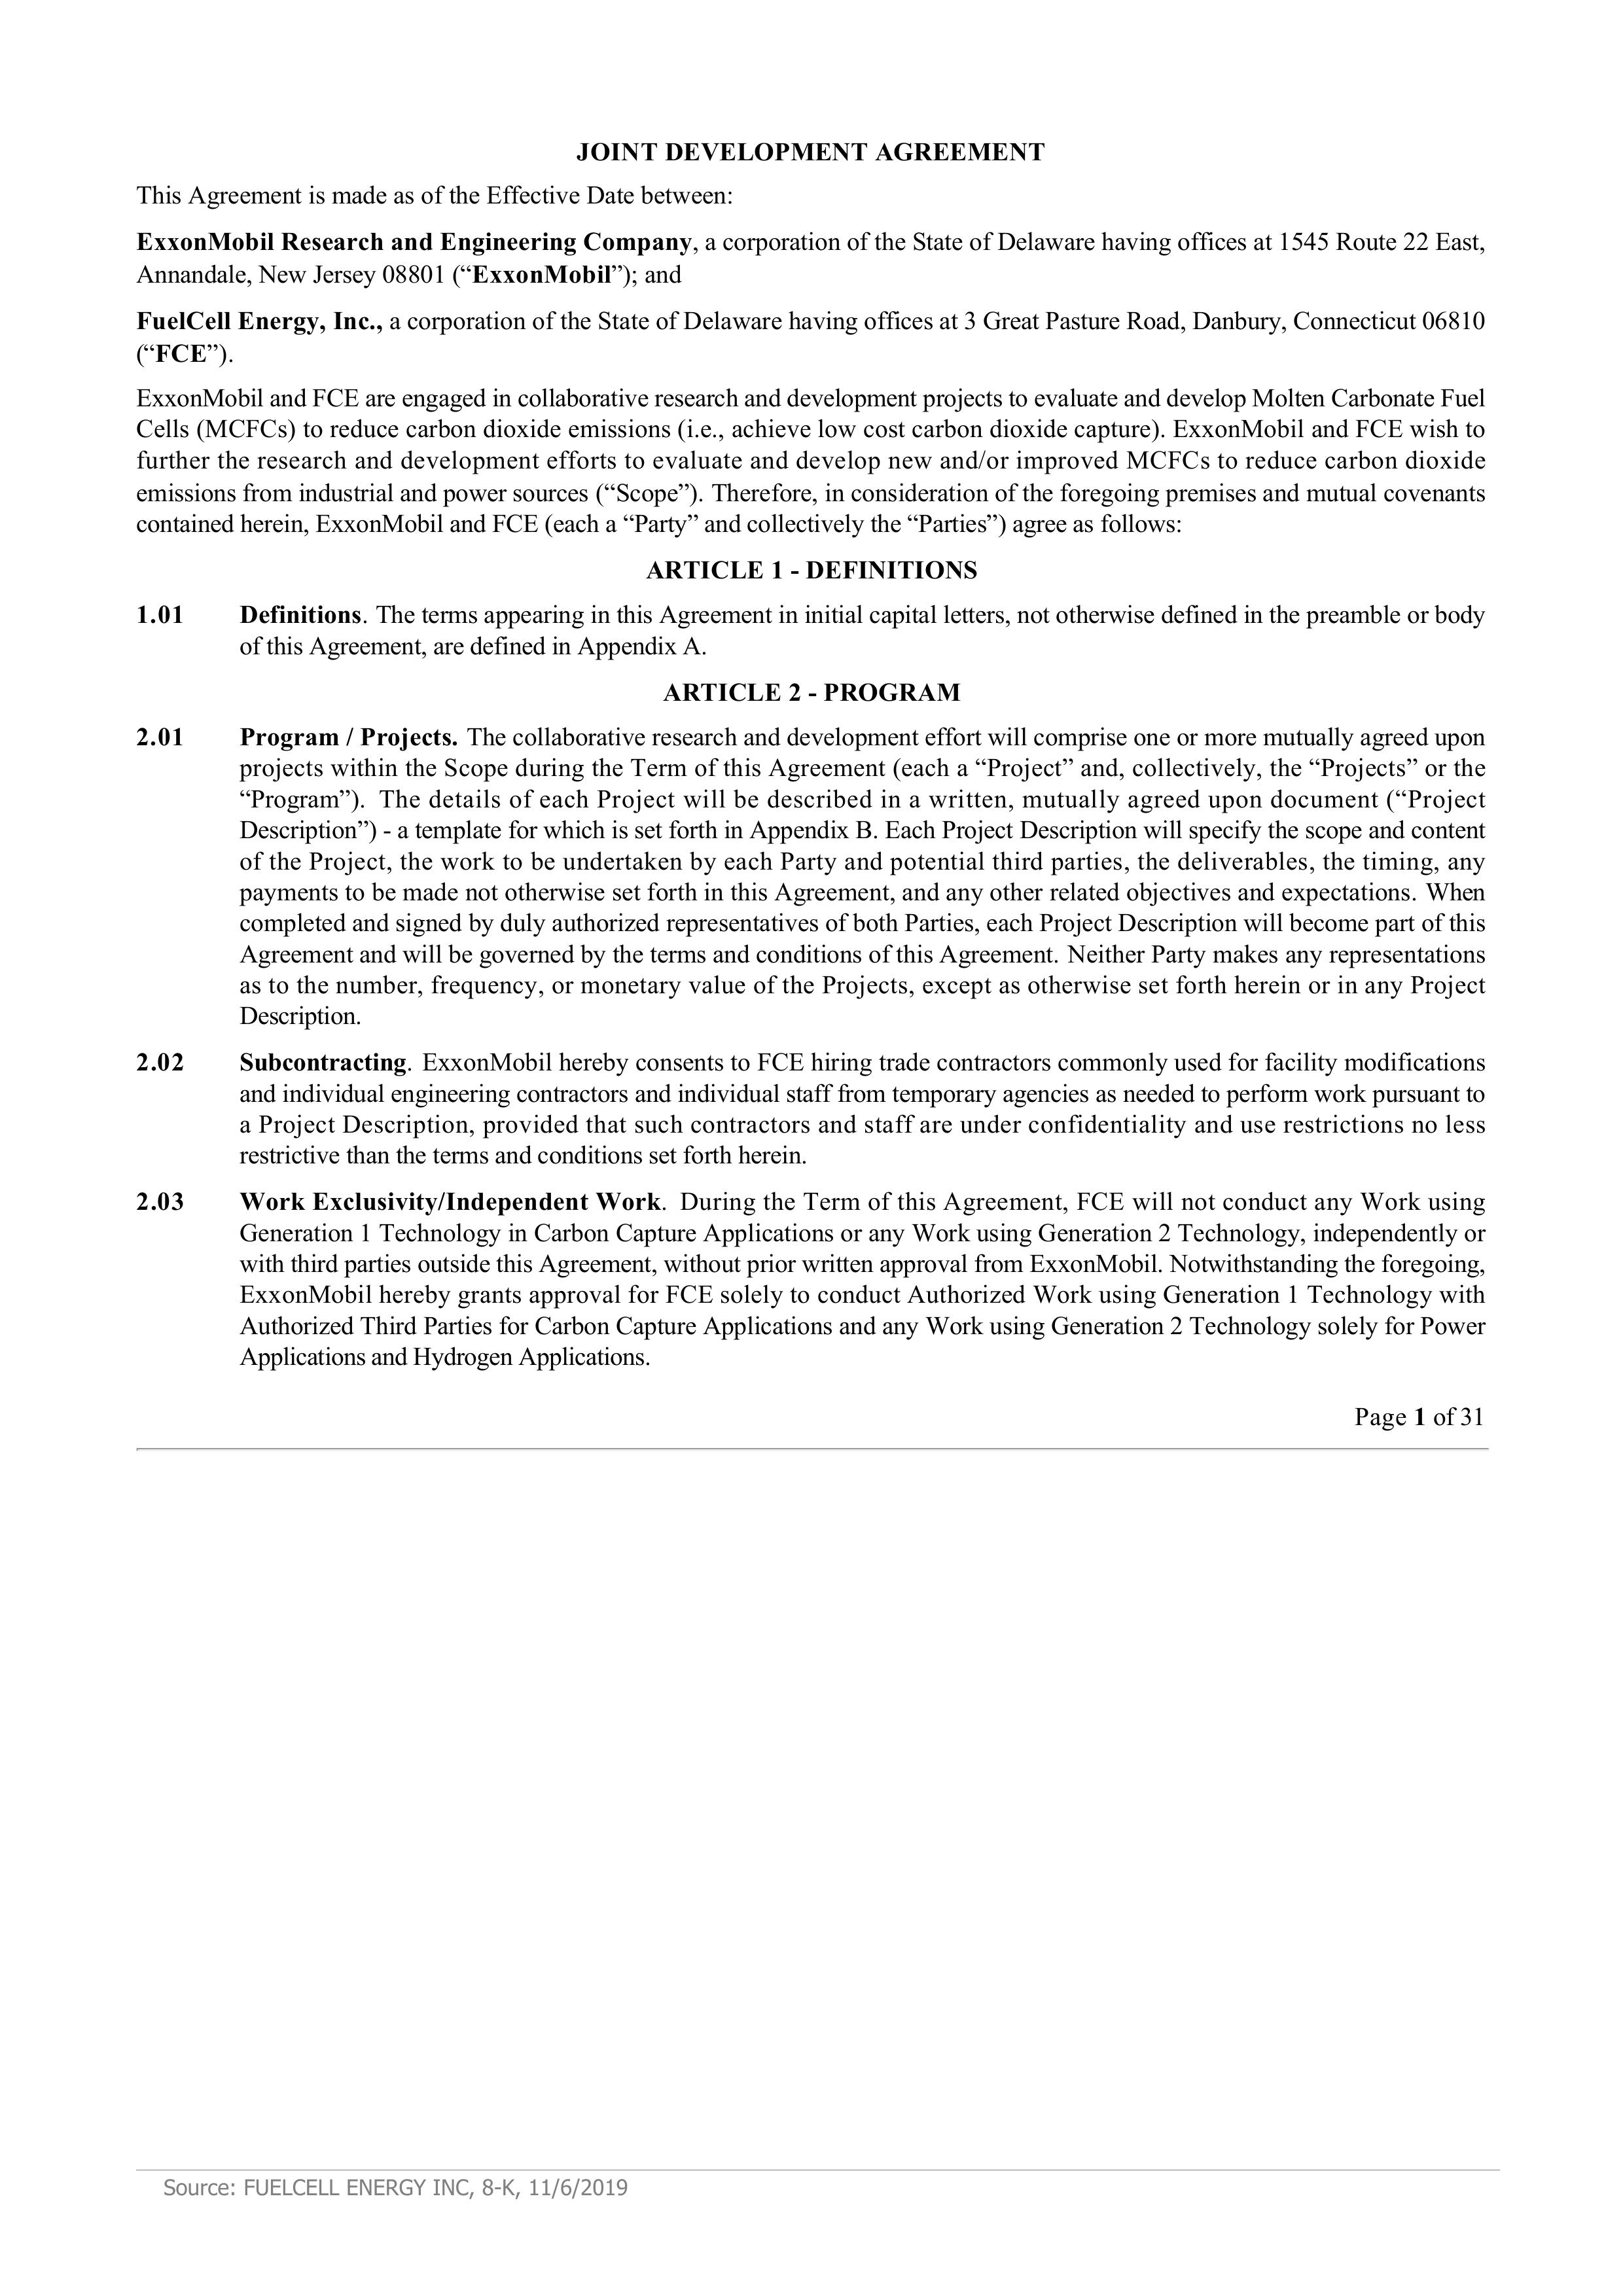 JOINT DEVELOPMENT AGREEMENT
This Agreement is made as of the Effective Date between:
ExxonMobil Research and Engineering Company, a corporation of the State of Delaware having offices at 1545 Route 22 East,
Annandale, New Jersey 08801 (“ExxonMobil”); and
FuelCell Energy, Inc., a corporation of the State of Delaware having offices at 3 Great Pasture Road, Danbury, Connecticut 06810
(“FCE”).
ExxonMobil and FCE are engaged in collaborative research and development projects to evaluate and develop Molten Carbonate Fuel
Cells (MCFCs) to reduce carbon dioxide emissions (i.e., achieve low cost carbon dioxide capture). ExxonMobil and FCE wish to
further the research and development efforts to evaluate and develop new and/or improved MCFCs to reduce carbon dioxide
emissions from industrial and power sources (“Scope”). Therefore, in consideration of the foregoing premises and mutual covenants
contained herein, ExxonMobil and FCE (each a “Party” and collectively the “Parties”) agree as follows:
ARTICLE 1 - DEFINITIONS
1.01 Definitions. The terms appearing in this Agreement in initial capital letters, not otherwise defined in the preamble or body
of this Agreement, are defined in Appendix A.
ARTICLE 2 - PROGRAM
2.01 Program / Projects. The collaborative research and development effort will comprise one or more mutually agreed upon
projects within the Scope during the Term of this Agreement (each a “Project” and, collectively, the “Projects” or the
“Program”). The details of each Project will be described in a written, mutually agreed upon document (“Project
Description”) - a template for which is set forth in Appendix B. Each Project Description will specify the scope and content
of the Project, the work to be undertaken by each Party and potential third parties, the deliverables, the timing, any
payments to be made not otherwise set forth in this Agreement, and any other related objectives and expectations. When
completed and signed by duly authorized representatives of both Parties, each Project Description will become part of this
Agreement and will be governed by the terms and conditions of this Agreement. Neither Party makes any representations
as to the number, frequency, or monetary value of the Projects, except as otherwise set forth herein or in any Project
Description.
2.02 Subcontracting. ExxonMobil hereby consents to FCE hiring trade contractors commonly used for facility modifications
and individual engineering contractors and individual staff from temporary agencies as needed to perform work pursuant to
a Project Description, provided that such contractors and staff are under confidentiality and use restrictions no less
restrictive than the terms and conditions set forth herein.
2.03 Work Exclusivity/Independent Work. During the Term of this Agreement, FCE will not conduct any Work using
Generation 1 Technology in Carbon Capture Applications or any Work using Generation 2 Technology, independently or
with third parties outside this Agreement, without prior written approval from ExxonMobil. Notwithstanding the foregoing,
ExxonMobil hereby grants approval for FCE solely to conduct Authorized Work using Generation 1 Technology with
Authorized Third Parties for Carbon Capture Applications and any Work using Generation 2 Technology solely for Power
Applications and Hydrogen Applications.
Page 1 of 31
Source: FUELCELL ENERGY INC, 8-K, 11/6/2019